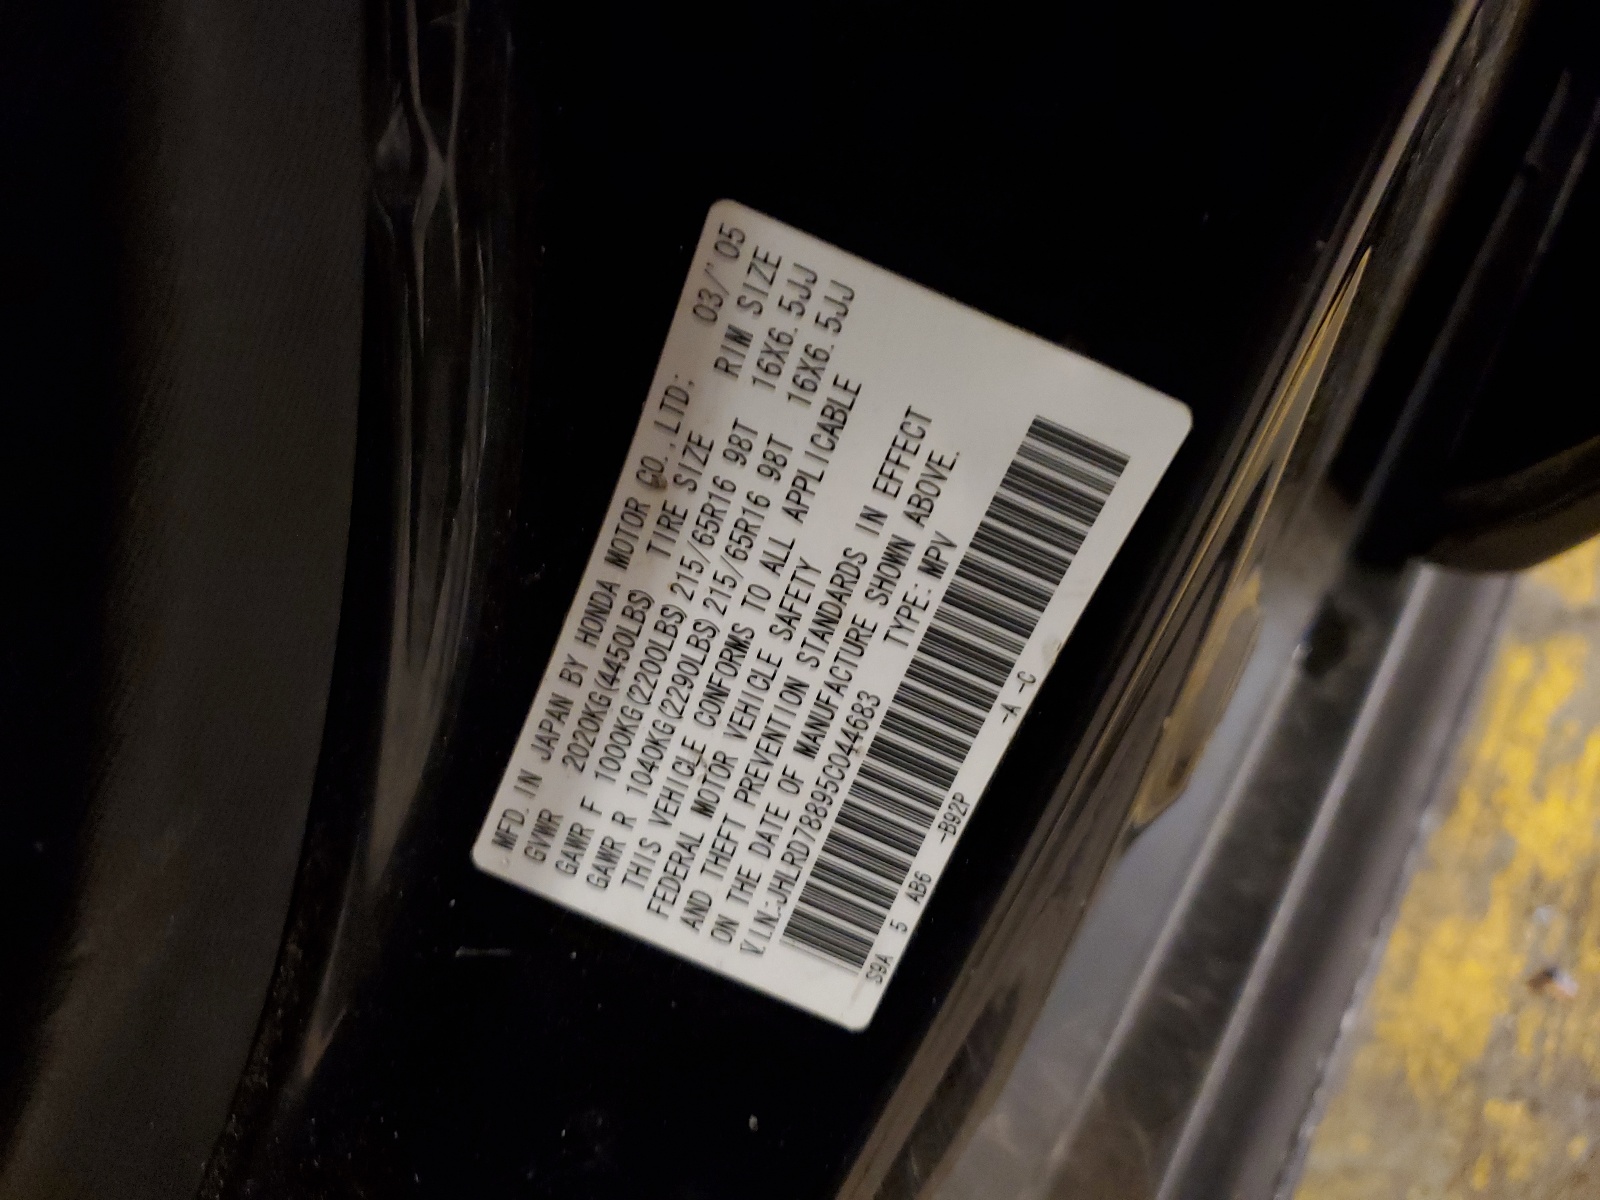 MFD. IN JAPAN BY HONDA MOTOR CO., LTD; 03/'05
GVWR 2020KG(4450LBS) TIRE SIZE RIM SIZE
GAWR F 1000KG(2200LBS) 215/65R16 98T 16X6.5JJ
GAWR R 1040KG(2290LBS) 215/65R16 98T 16X6.5JJ
THIS VEHICLE CONFORMS TO ALL APPLICABLE
FEDERAL MOTOR VEHICLE SAFETY
AND THEFT PREVENTION STANDARDS IN EFFECT
ON THE DATE OF MANUFACTURE SHOWN ABOVE.
V.I.N.:JHLRD78895C044683 TYPE: MPV
S9A 5 AB6 -B92P -A -C